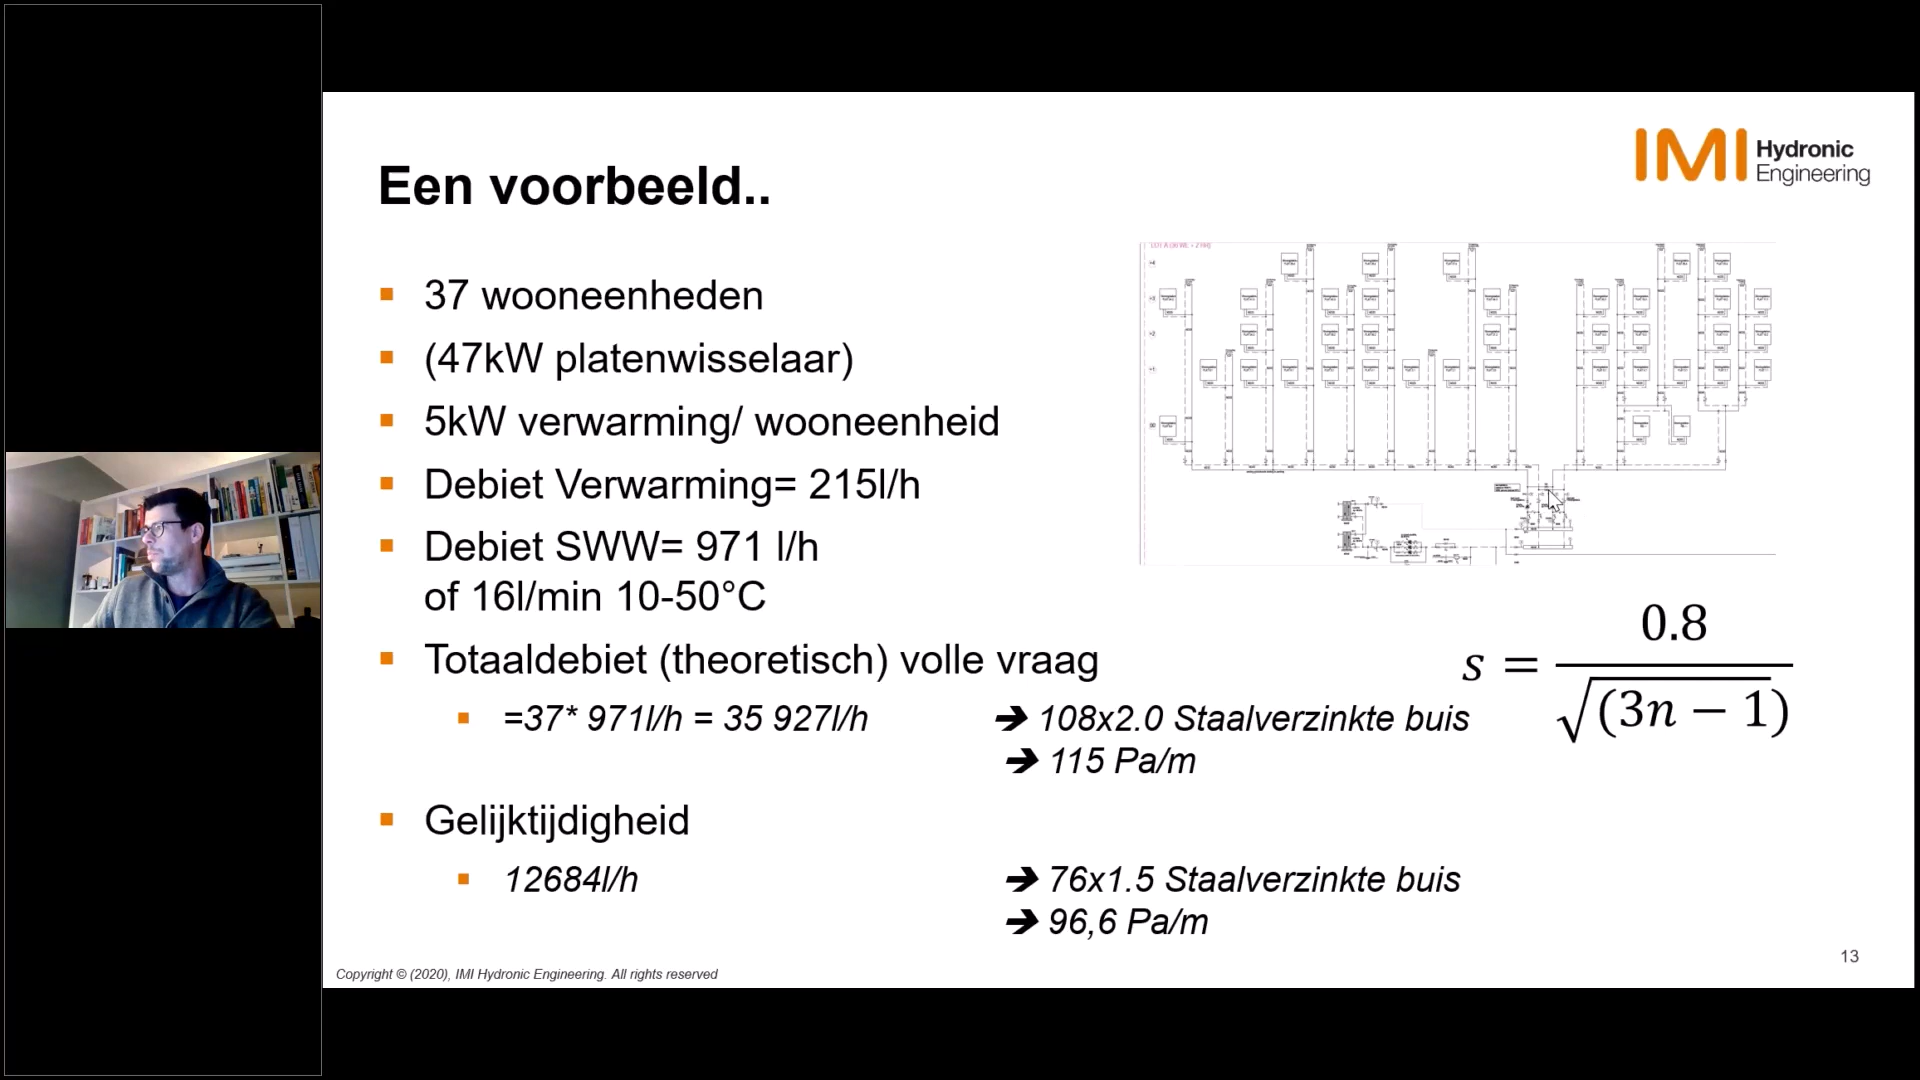 IMI Hydronic
Engineering
Een voorbeeld..
▪ 37 wooneenheden
▪ (47kW platenwisselaar)
▪ 5kW verwarming/ wooneenheid
▪ Debiet Verwarming= 215l/h
▪ Debiet SWW= 971 l/h
of 16l/min 10-50°C
▪ Totaaldebiet (theoretisch) volle vraag
▪ =37* 971l/h = 35 927l/h ➔ 108x2.0 Staalverzinkte buis
➔ 115 Pa/m
s = 0.8 / √(3n − 1)
▪ Gelijktijdigheid
▪ 12684l/h ➔ 76x1.5 Staalverzinkte buis
➔ 96,6 Pa/m
13
Copyright © (2020), IMI Hydronic Engineering. All rights reserved